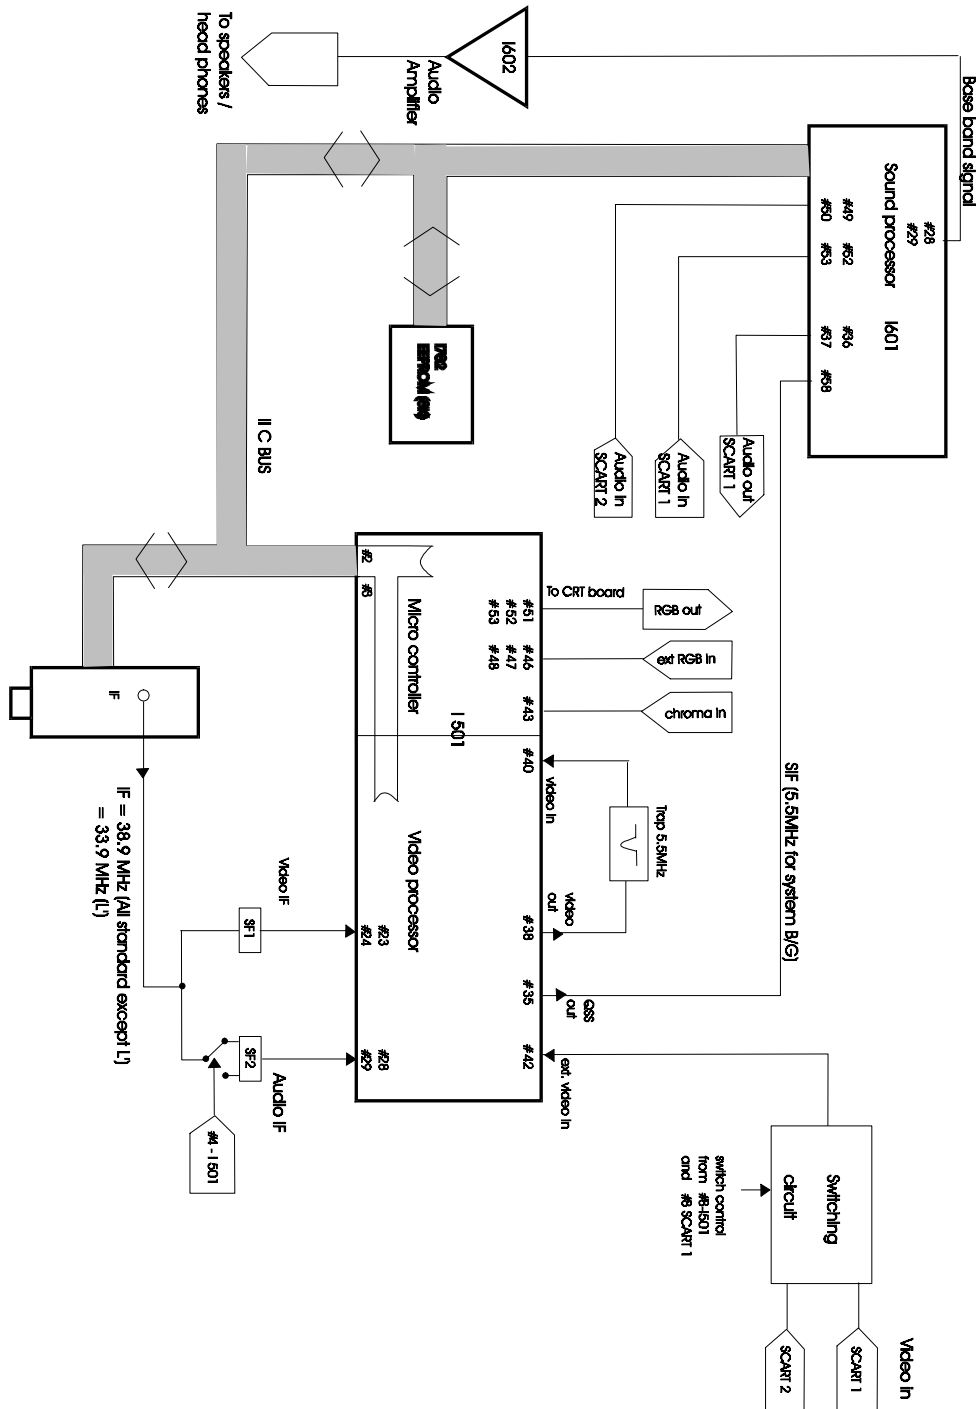 Base band signal
I602
Audio
Amplifier
To speakers /
head phones
Sound processor I601
#28
#29
#49
#50
#52
#53
#36
#37
#58
EEPROM
Audio out
SCART 1
Audio in
SCART 1
Audio in
SCART 2
II C BUS
SIF (5.5MHz for system B/G)
RGB out
To CRT board
ext RGB in
chroma in
Trap 5.5MHz
video in
video
out
QSS
out
ext. video in
#51
#52
#53
#46
#47
#48
#43
#40
#38
#35
#42
I 501
Micro controller
Video processor
#2
#3
#23
#24
#28
#29
IF
IF = 38.9 MHz (All standard except L')
= 33.9 MHz (L')
Video IF
SF1
SF2
Audio IF
#4 - I 501
Switching
circuit
switch control
from #8-I501
and #8 SCART 1
Video in
SCART 1
SCART 2